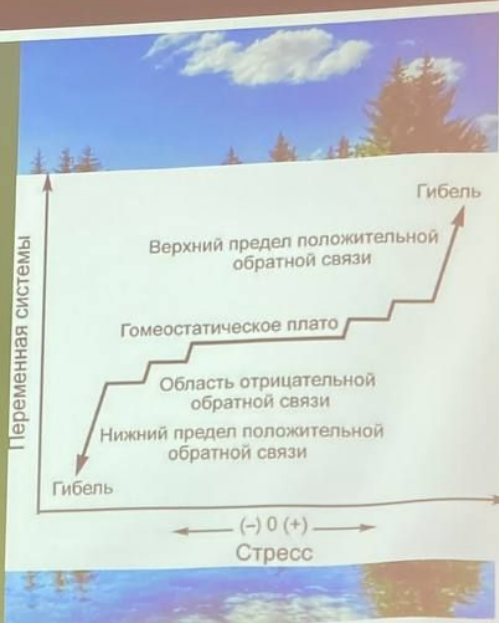 Гибель
Верхний предел положительной
обратной связи
Переменная системы
Гомеостатическое плато
Область отрицательной
обратной связи
Нижний предел положительной
обратной связи
Гибель
(–) 0 (+)
Стресс